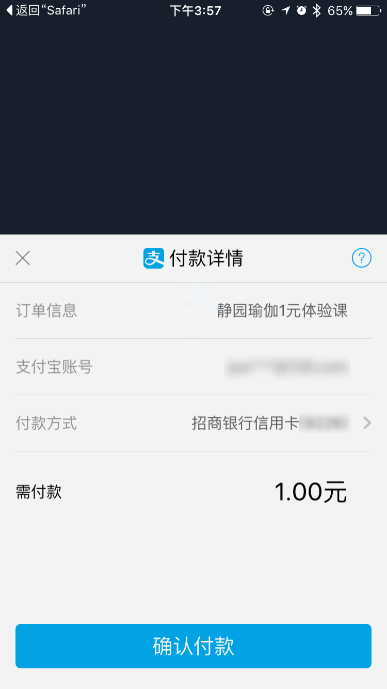 返回“Safari” 下午3:57 65%
付款详情 ?
订单信息 静园瑜伽1元体验课
支付宝账号
付款方式 招商银行信用卡
需付款 1.00元
确认付款